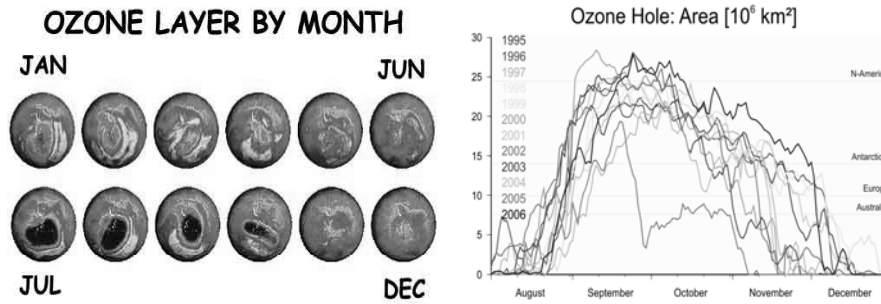 OZONE LAYER BY MONTH
JAN
JUN
JUL
DEC
Ozone Hole: Area [10⁶ km²]
30
25
20
15
10
5
0
1995
1996
1997
1998
1999
2000
2001
2002
2003
2004
2005
2006
N-Americ
Antarctic
Europ
Austral
August
September
October
November
December